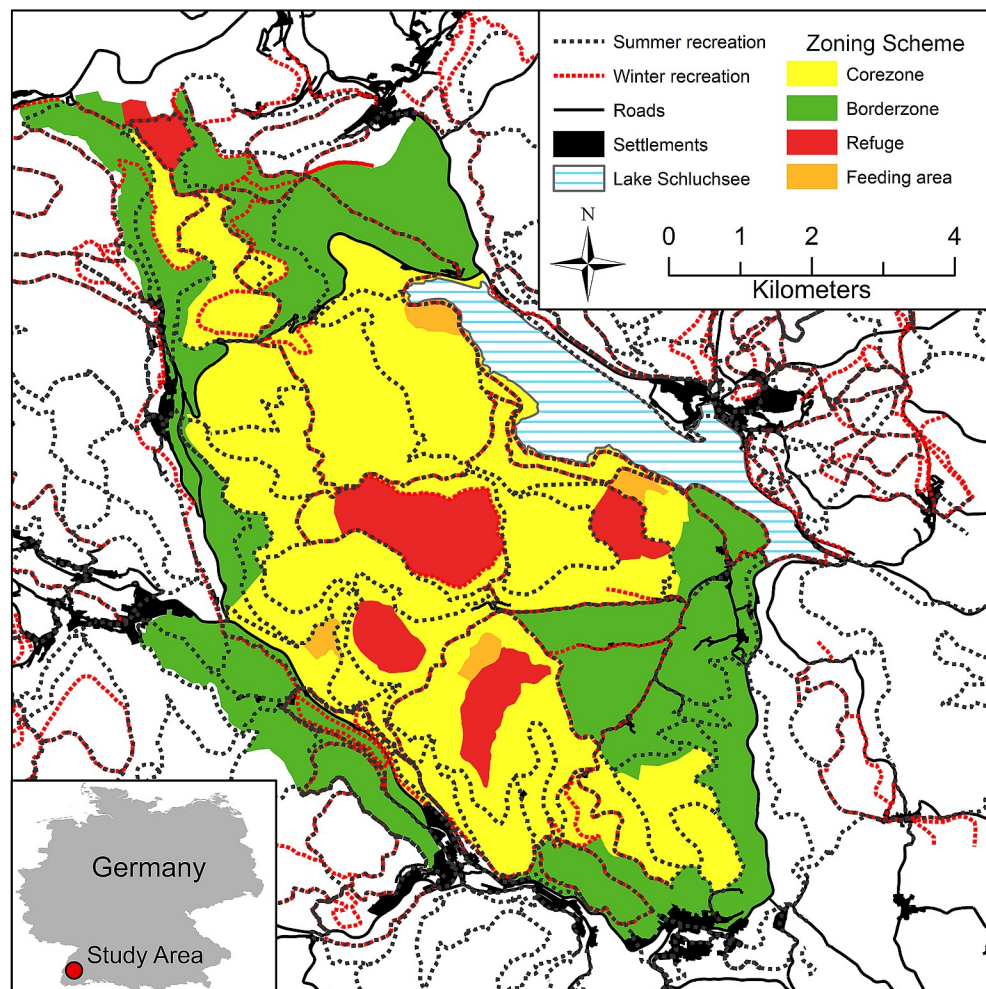 Summer recreation
Winter recreation
Roads
Settlements
Lake Schluchsee
Zoning Scheme
Corezone
Borderzone
Refuge
Feeding area
N
0 1 2 4
Kilometers
Germany
Study Area